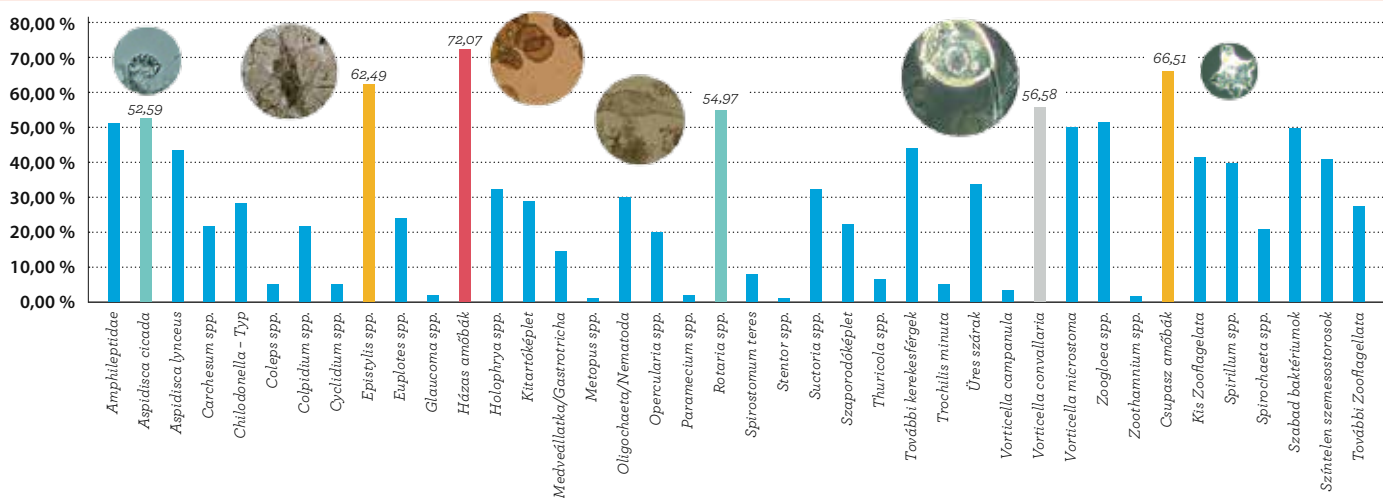 80,00 %
70,00 %
60,00 %
50,00 %
40,00 %
30,00 %
20,00 %
10,00 %
0,00 %
52,59
62,49
72,07
54,97
56,58
66,51
Amphileptidae
Aspidisca cicada
Aspidisca lynceus
Carchesum spp.
Chilodonella – Typ
Coleps spp.
Colpidium spp.
Cyclidium spp.
Epistylis spp.
Euplotes spp.
Glaucoma spp.
Házas amőbák
Holophrya spp.
Kitartóképlet
Medveállatka/Gastrotricha
Metopus spp.
Oligochaeta/Nematoda
Opercularia spp.
Paramecium spp.
Rotaria spp.
Spirostomum teres
Stentor spp.
Suctoria spp.
Szaporodóképlet
Thuricola spp.
További kerekesférgek
Trochilis minuta
Üres szárak
Vorticella campanula
Vorticella convallaria
Vorticella microstoma
Zoogloea spp.
Zoothamnium spp.
Csupasz amőbák
Kis Zooflagelata
Spirillum spp.
Spirochaeta spp.
Szabad baktériumok
Színtelen szemesostorosok
További Zooflagellata